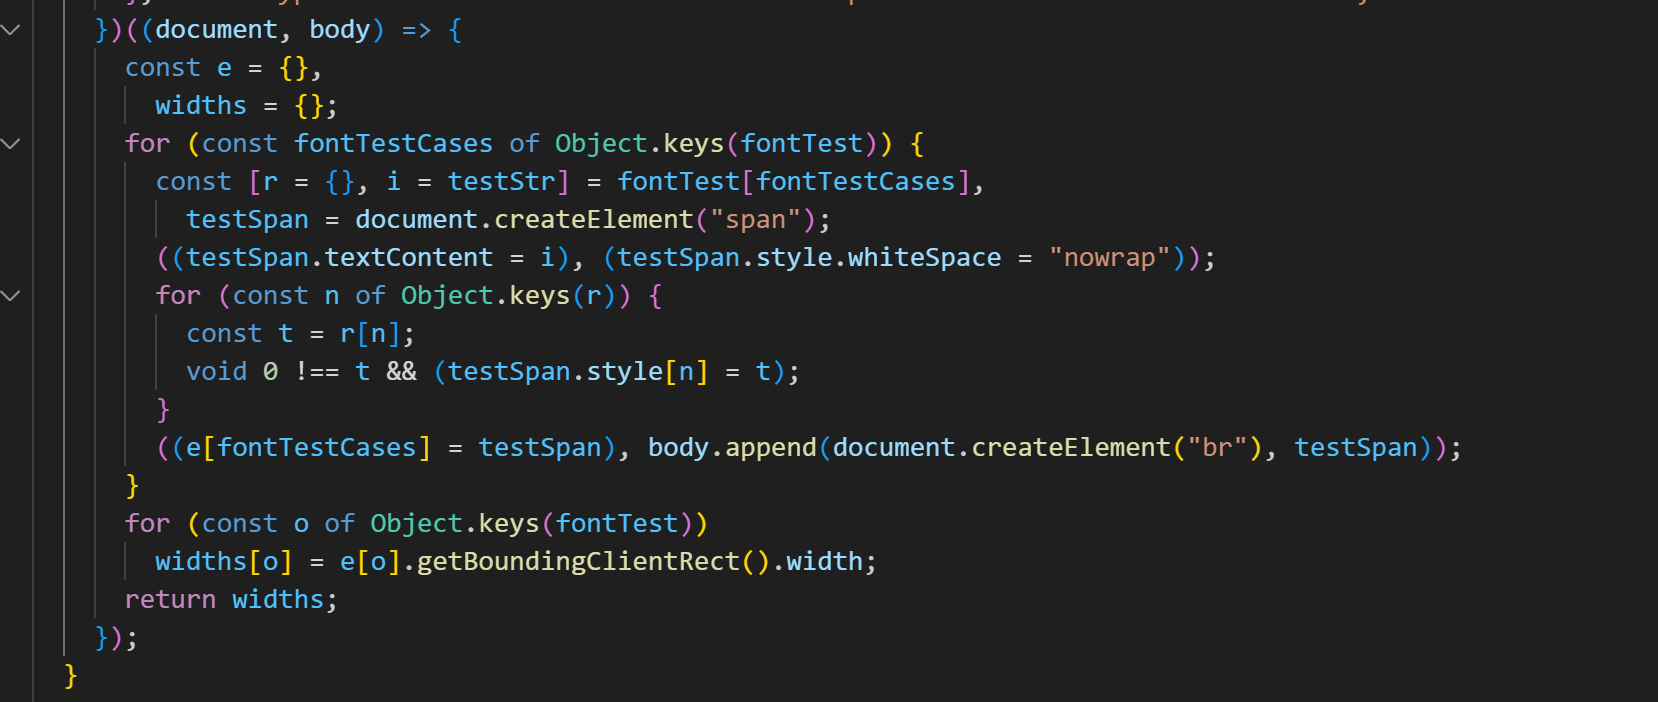 })((document, body) => {
const e = {},
widths = {};
for (const fontTestCases of Object.keys(fontTest)) {
const [r = {}, i = testStr] = fontTest[fontTestCases],
testSpan = document.createElement("span");
((testSpan.textContent = i), (testSpan.style.whiteSpace = "nowrap"));
for (const n of Object.keys(r)) {
const t = r[n];
void 0 !== t && (testSpan.style[n] = t);
}
((e[fontTestCases] = testSpan), body.append(document.createElement("br"), testSpan));
}
for (const o of Object.keys(fontTest))
widths[o] = e[o].getBoundingClientRect().width;
return widths;
});
}